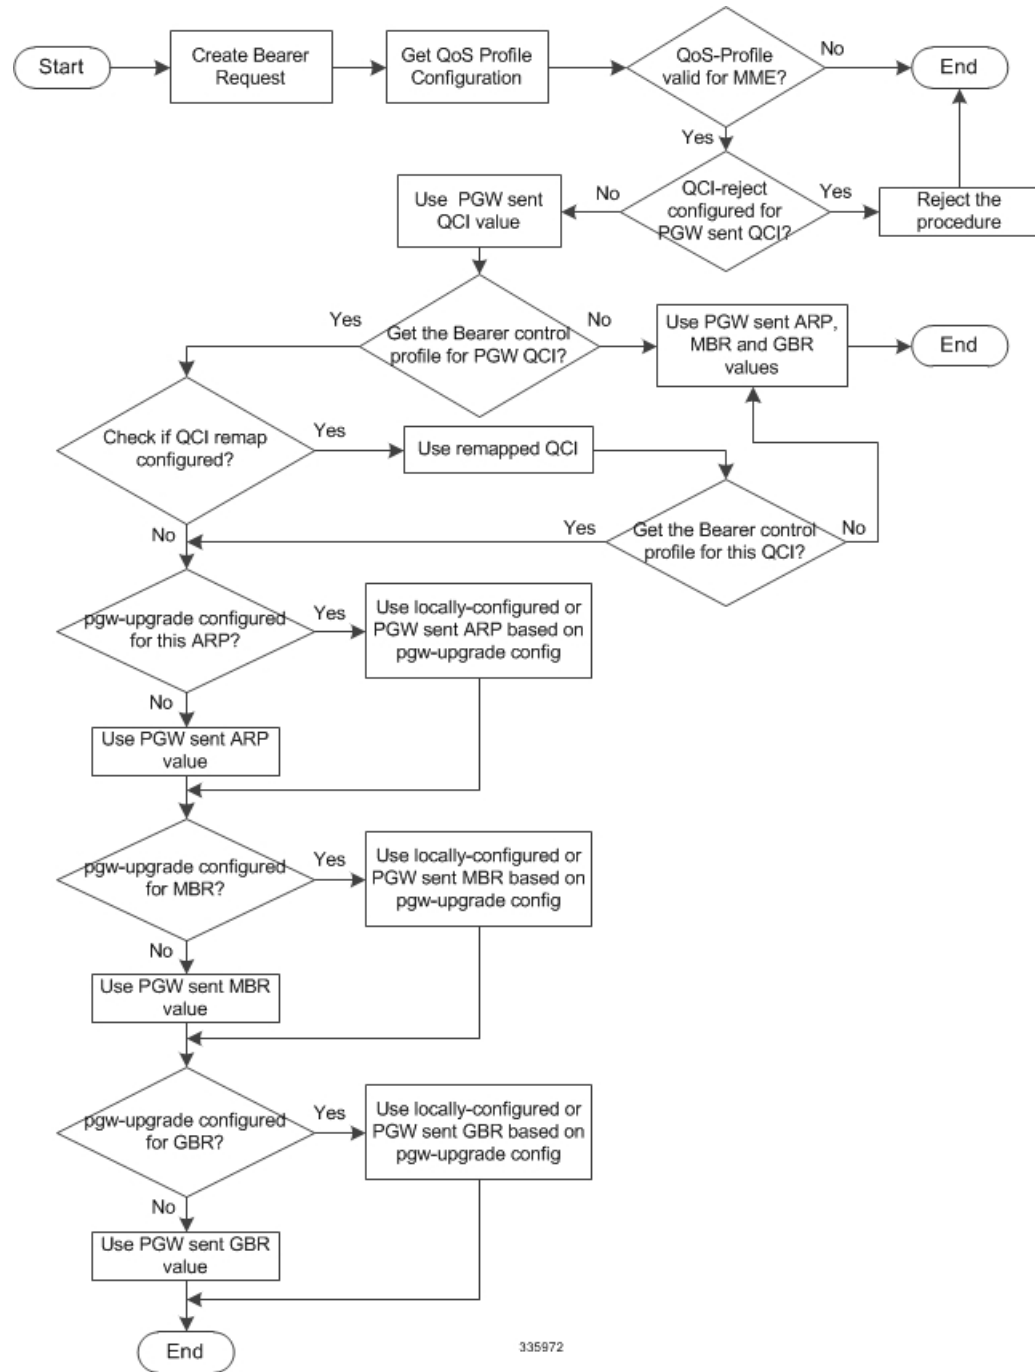 Start
Create Bearer
Request
Get QoS Profile
Configuration
QoS-Profile
valid for MME?
No
End
Yes
Use PGW sent
QCI value
No
QCI-reject
configured for
PGW sent QCI?
Yes
Reject the
procedure
Yes
Get the Bearer control
profile for PGW QCI?
No
Use PGW sent ARP,
MBR and GBR
values
End
Check if QCI remap
configured?
Yes
Use remapped QCI
No
Yes
Get the Bearer control
profile for this QCI?
No
pgw-upgrade configured
for this ARP?
Yes
Use locally-configured or
PGW sent ARP based on
pgw-upgrade config
No
Use PGW sent ARP
value
pgw-upgrade configured
for MBR?
Yes
Use locally-configured or
PGW sent MBR based on
pgw-upgrade config
No
Use PGW sent MBR
value
pgw-upgrade configured
for GBR?
Yes
Use locally-configured or
PGW sent GBR based on
pgw-upgrade config
No
Use PGW sent GBR
value
End
335972